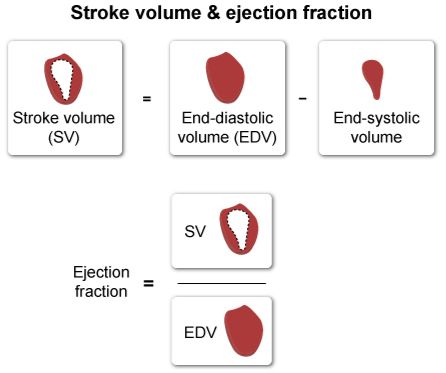 Stroke volume & ejection fraction
Stroke volume
(SV)
=
End-diastolic
volume (EDV)
–
End-systolic
volume
Ejection
fraction
=
SV
EDV